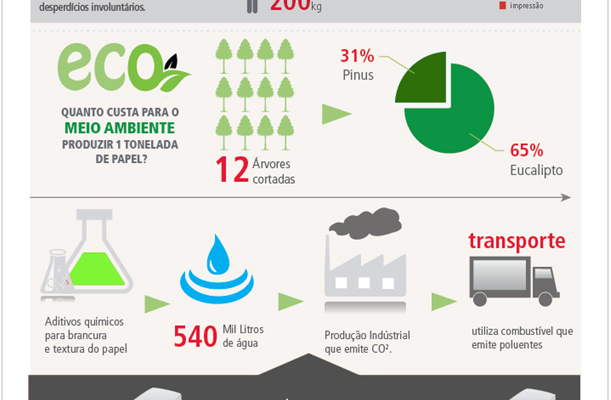 desperdícios involuntários.
200kg
impressão
eco
QUANTO CUSTA PARA O
MEIO AMBIENTE
PRODUZIR 1 TONELADA
DE PAPEL?
12 Árvores
cortadas
31%
Pinus
65%
Eucalipto
Aditivos químicos
para brancura
e textura do papel
540 Mil Litros
de água
Produção Indústrial
que emite CO².
transporte
utiliza combustível que
emite poluentes